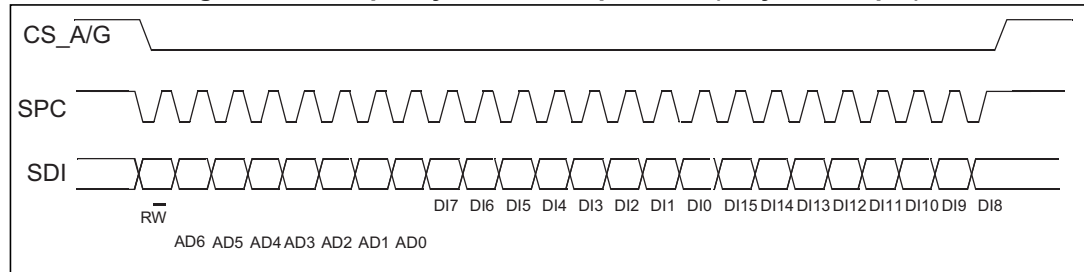 CS_A/G
SPC
SDI
DI7 DI6 DI5 DI4 DI3 DI2 DI1 DI0 DI15 DI14 DI13 DI12 DI11 DI10 DI9 DI8
RW̅
AD6 AD5 AD4 AD3 AD2 AD1 AD0